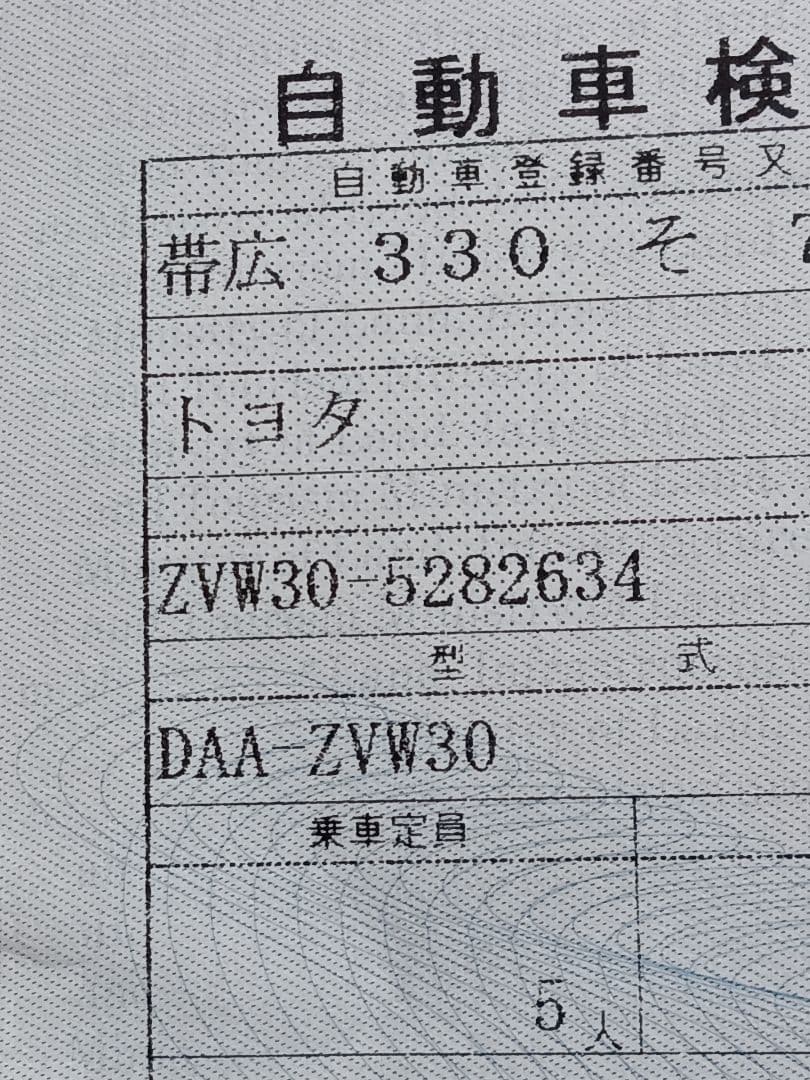 自動車検
自動車登録番号又
帯広 330 そ
トヨタ
ZVW30-5282634
型 式
DAA-ZVW30
乗車定員
5人